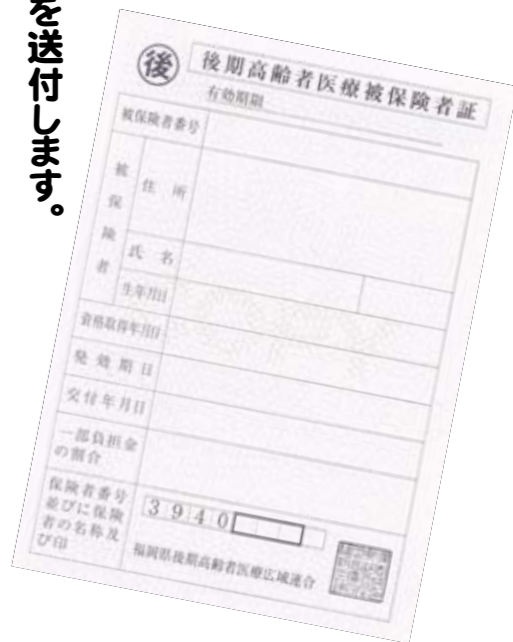 を送付します。
後
後期高齢者医療被保険者証
有効期限
被保険者番号
被保険者
住所
氏名
生年月日
資格取得年月日
発効期日
交付年月日
一部負担金
の割合
保険者番号
並びに保険
者の名称及
び印
3940
福岡県後期高齢者医療広域連合